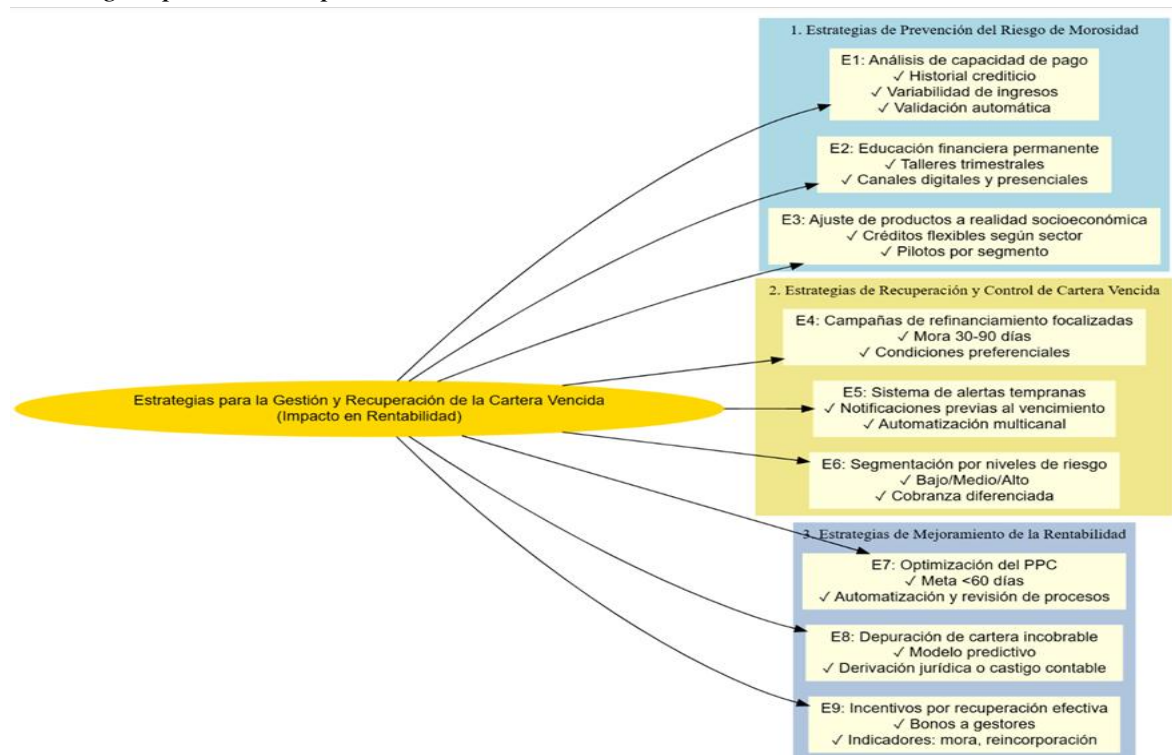 Estrategias para la Gestión y Recuperación de la Cartera Vencida
(Impacto en Rentabilidad)
1. Estrategias de Prevención del Riesgo de Morosidad
E1: Análisis de capacidad de pago
✓ Historial crediticio
✓ Variabilidad de ingresos
✓ Validación automática
E2: Educación financiera permanente
✓ Talleres trimestrales
✓ Canales digitales y presenciales
E3: Ajuste de productos a realidad socioeconómica
✓ Créditos flexibles según sector
✓ Pilotos por segmento
2. Estrategias de Recuperación y Control de Cartera Vencida
E4: Campañas de refinanciamiento focalizadas
✓ Mora 30-90 días
✓ Condiciones preferenciales
E5: Sistema de alertas tempranas
✓ Notificaciones previas al vencimiento
✓ Automatización multicanal
E6: Segmentación por niveles de riesgo
✓ Bajo/Medio/Alto
✓ Cobranza diferenciada
3. Estrategias de Mejoramiento de la Rentabilidad
E7: Optimización del PPC
✓ Meta <60 días
✓ Automatización y revisión de procesos
E8: Depuración de cartera incobrable
✓ Modelo predictivo
✓ Derivación jurídica o castigo contable
E9: Incentivos por recuperación efectiva
✓ Bonos a gestores
✓ Indicadores: mora, reincorporación